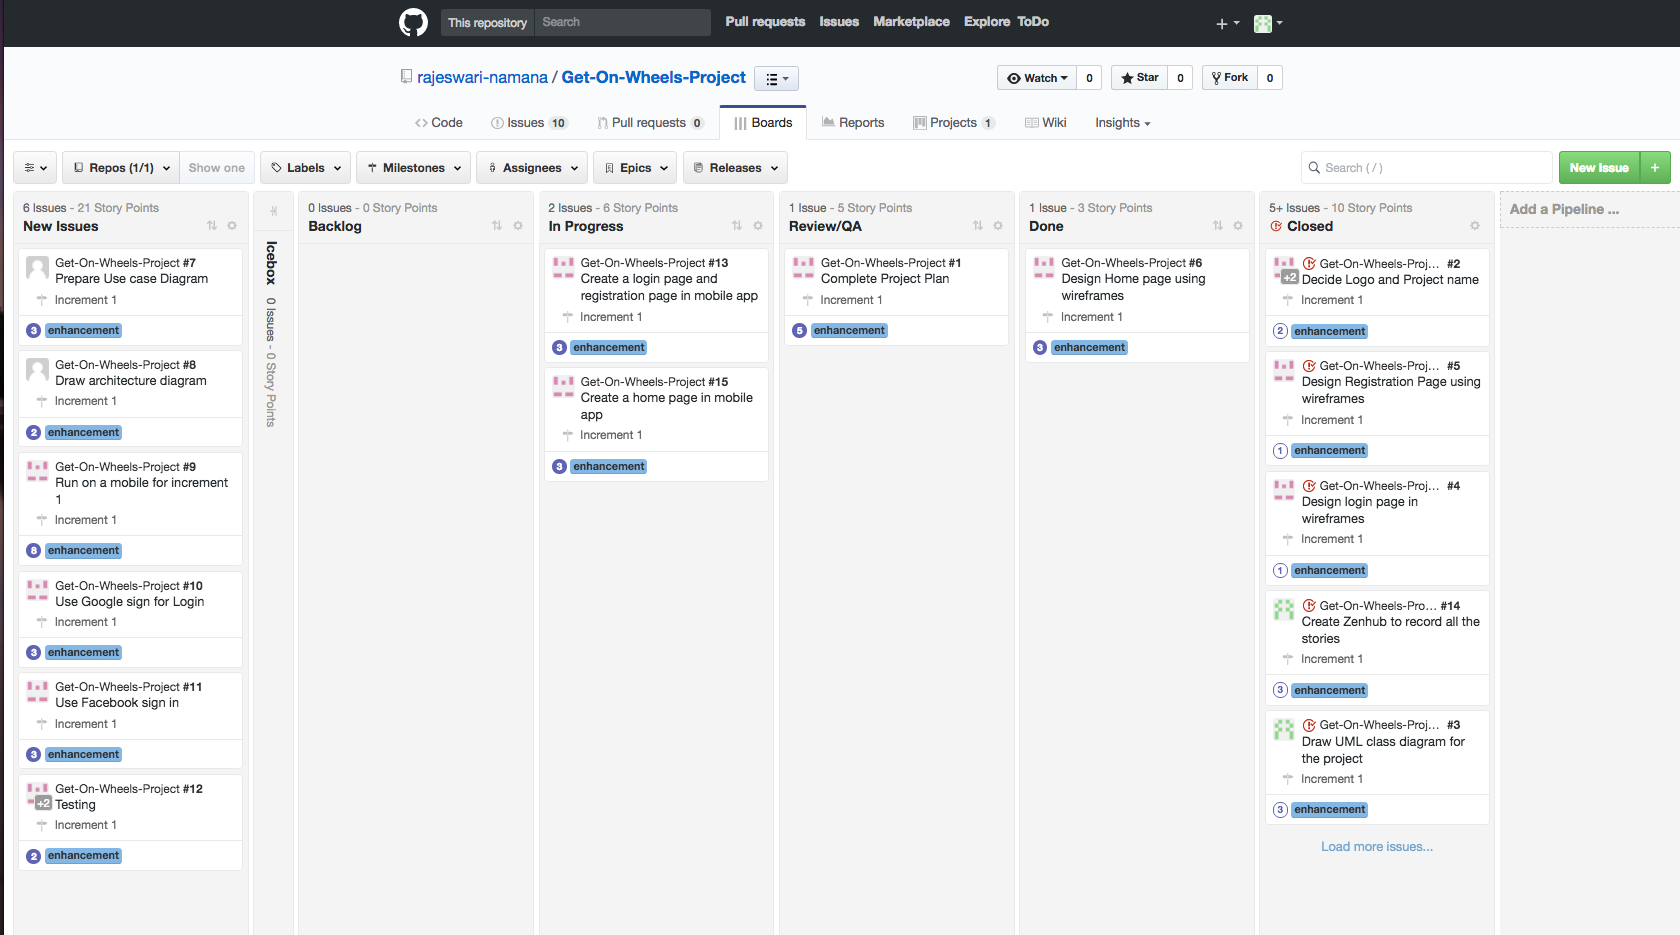 This repository Search Pull requests Issues Marketplace Explore ToDo
rajeswari-namana / Get-On-Wheels-Project
Watch 0 Star 0 Fork 0
Code Issues 10 Pull requests 0 Boards Reports Projects 1 Wiki Insights
Repos (1/1) Show one Labels Milestones Assignees Epics Releases Search ( / ) New Issue +
6 Issues - 21 Story Points
New Issues
Get-On-Wheels-Project #7
Prepare Use case Diagram
Increment 1
3 enhancement
Get-On-Wheels-Project #8
Draw architecture diagram
Increment 1
2 enhancement
Get-On-Wheels-Project #9
Run on a mobile for increment
1
Increment 1
8 enhancement
Get-On-Wheels-Project #10
Use Google sign for Login
Increment 1
3 enhancement
Get-On-Wheels-Project #11
Use Facebook sign in
Increment 1
3 enhancement
Get-On-Wheels-Project #12
+2 Testing
Increment 1
2 enhancement
Icebox 0 Issues - 0 Story Points
0 Issues - 0 Story Points
Backlog
2 Issues - 6 Story Points
In Progress
Get-On-Wheels-Project #13
Create a login page and
registration page in mobile app
Increment 1
3 enhancement
Get-On-Wheels-Project #15
Create a home page in mobile
app
Increment 1
3 enhancement
1 Issue - 5 Story Points
Review/QA
Get-On-Wheels-Project #1
Complete Project Plan
Increment 1
5 enhancement
1 Issue - 3 Story Points
Done
Get-On-Wheels-Project #6
Design Home page using
wireframes
Increment 1
3 enhancement
5+ Issues - 10 Story Points
Closed
Get-On-Wheels-Proj... #2
+2 Decide Logo and Project name
Increment 1
2 enhancement
Get-On-Wheels-Proj... #5
Design Registration Page using
wireframes
Increment 1
1 enhancement
Get-On-Wheels-Proj... #4
Design login page in
wireframes
Increment 1
1 enhancement
Get-On-Wheels-Pro... #14
Create Zenhub to record all the
stories
Increment 1
3 enhancement
Get-On-Wheels-Proj... #3
Draw UML class diagram for
the project
Increment 1
3 enhancement
Load more issues...
Add a Pipeline ...